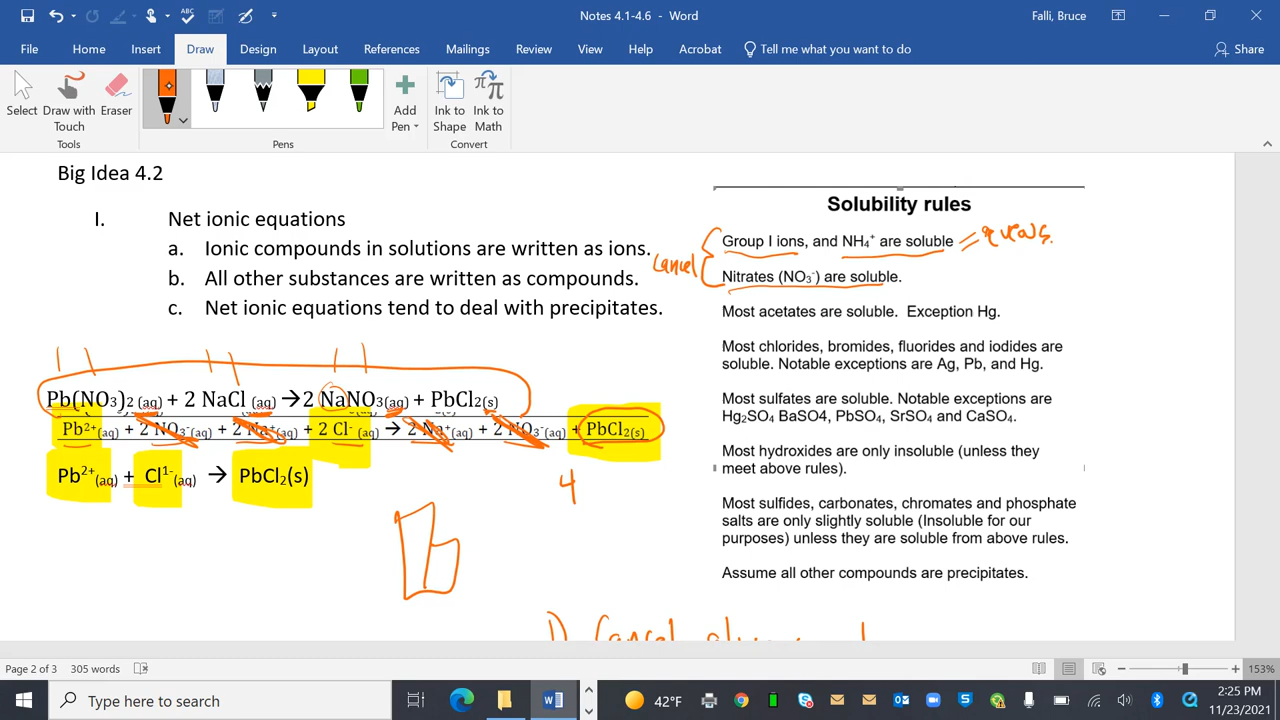 Notes 4.1-4.6 - Word
Falli, Bruce
File Home Insert Draw Design Layout References Mailings Review View Help Acrobat Tell me what you want to do Share
Select Draw with Touch Eraser Add Pen Ink to Shape Ink to Math
Tools Pens Convert
Big Idea 4.2
I. Net ionic equations
a. Ionic compounds in solutions are written as ions.
b. All other substances are written as compounds.
c. Net ionic equations tend to deal with precipitates.
Pb(NO₃)₂ (aq) + 2 NaCl (aq) → 2 NaNO₃(aq) + PbCl₂(s)
Pb²⁺(aq) + 2 NO₃⁻(aq) + 2 Na⁺(aq) + 2 Cl⁻(aq) → 2 Na⁺(aq) + 2 NO₃⁻(aq) + PbCl₂(s)
Pb²⁺(aq) + Cl¹⁻(aq) → PbCl₂(s)
4
Solubility rules
Group I ions, and NH₄⁺ are soluble
Cancel
Nitrates (NO₃⁻) are soluble.
Most acetates are soluble. Exception Hg.
Most chlorides, bromides, fluorides and iodides are
soluble. Notable exceptions are Ag, Pb, and Hg.
Most sulfates are soluble. Notable exceptions are
Hg₂SO₄ BaSO4, PbSO₄, SrSO₄ and CaSO₄.
Most hydroxides are only insoluble (unless they
meet above rules).
Most sulfides, carbonates, chromates and phosphate
salts are only slightly soluble (Insoluble for our
purposes) unless they are soluble from above rules.
Assume all other compounds are precipitates.
1) Cancel
Page 2 of 3 305 words 153%
Type here to search
42°F
2:25 PM
11/23/2021